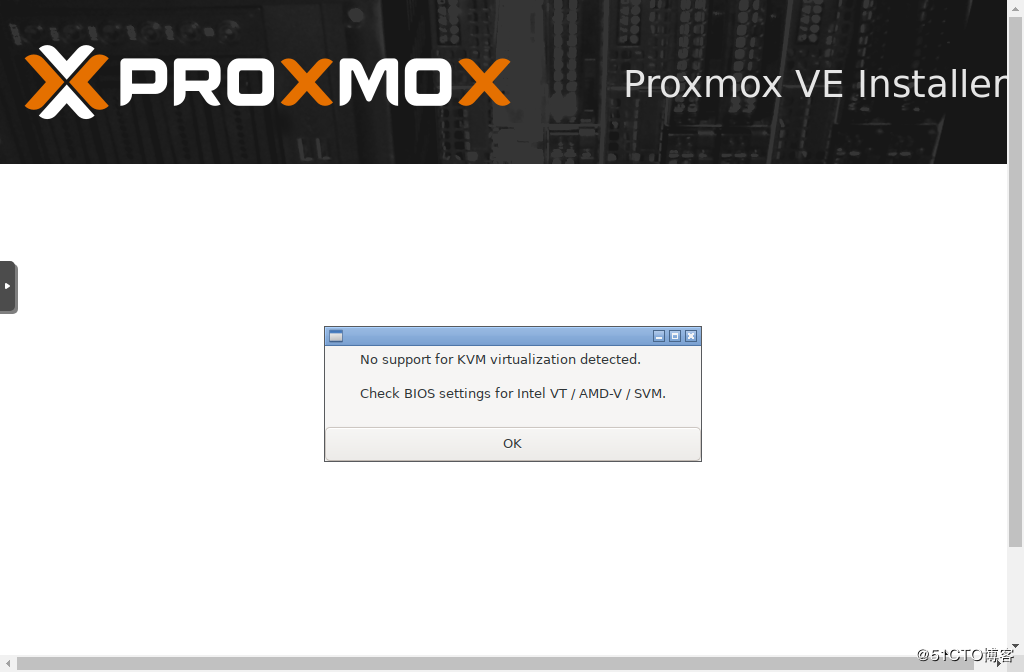 PROXMOX
Proxmox VE Installer
No support for KVM virtualization detected.
Check BIOS settings for Intel VT / AMD-V / SVM.
OK
@51CTO博客